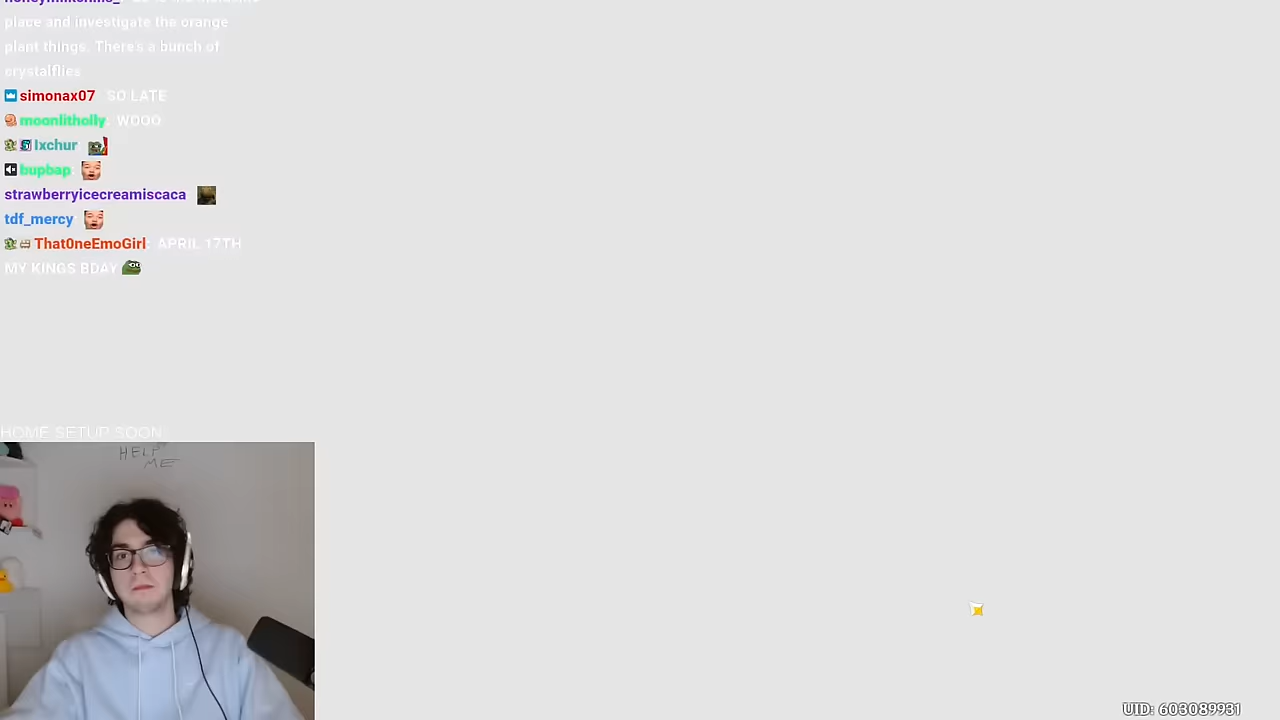 place and investigate the orange
plant things. There's a bunch of
crystalflies
simonax07 SO LATE
moonlitholly WOOO
Ixchur
bupbap:
strawberryicecreamiscaca
tdf_mercy
That0neEmoGirl: APRIL 17TH
MY KINGS BDAY
HOME SETUP SOON
HELP
ME
UID: 603089931